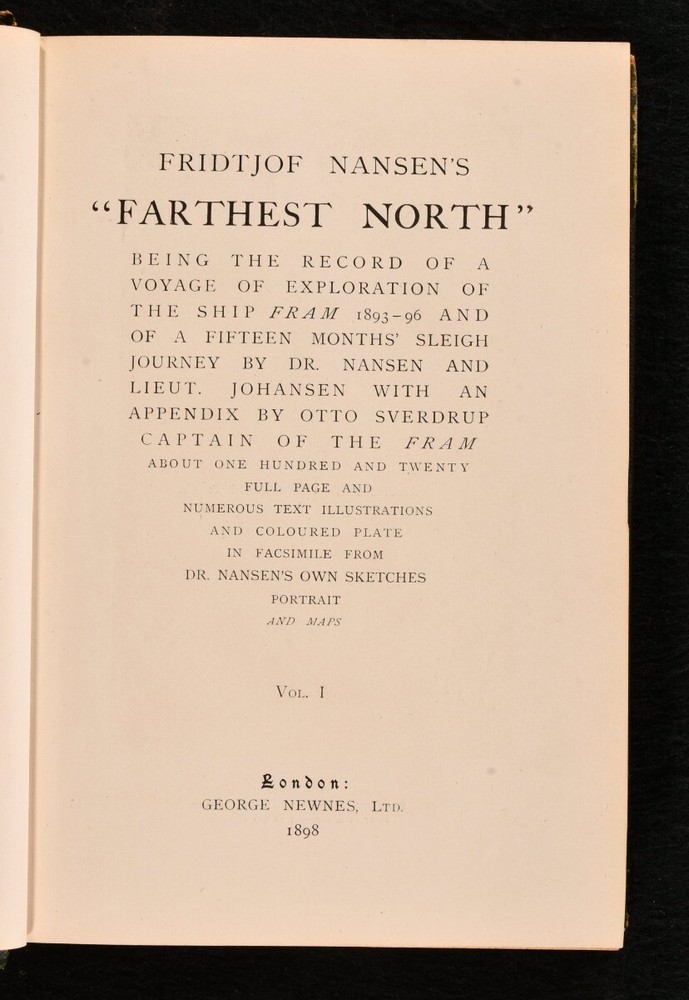 FRIDTJOF NANSEN'S
“FARTHEST NORTH”
BEING THE RECORD OF A
VOYAGE OF EXPLORATION OF
THE SHIP FRAM 1893–96 AND
OF A FIFTEEN MONTHS' SLEIGH
JOURNEY BY DR. NANSEN AND
LIEUT. JOHANSEN WITH AN
APPENDIX BY OTTO SVERDRUP
CAPTAIN OF THE FRAM
ABOUT ONE HUNDRED AND TWENTY
FULL PAGE AND
NUMEROUS TEXT ILLUSTRATIONS
AND COLOURED PLATE
IN FACSIMILE FROM
DR. NANSEN'S OWN SKETCHES
PORTRAIT
AND MAPS
VOL. I
London:
GEORGE NEWNES, LTD.
1898